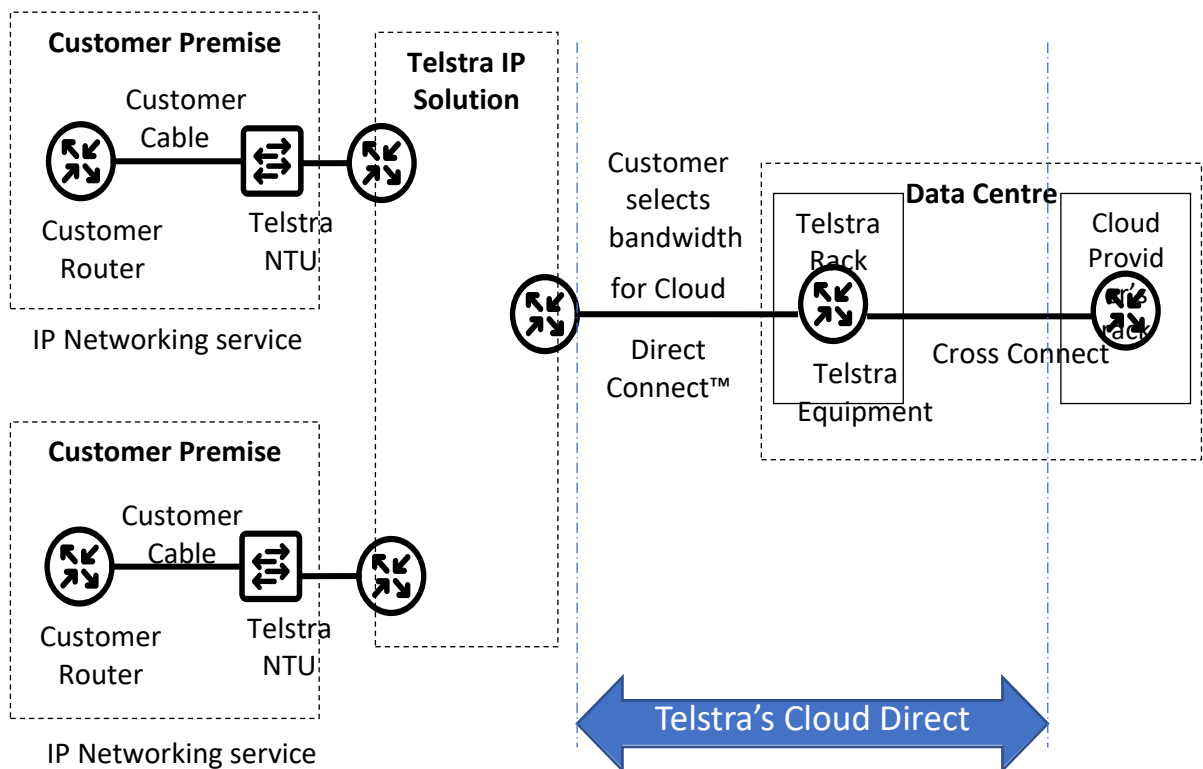 Customer Premise
Customer
Cable
Customer
Router
Telstra
NTU
IP Networking service
Telstra IP
Solution
Customer Premise
Customer
Cable
Customer
Router
Telstra
NTU
IP Networking service
Customer
selects
bandwidth
for Cloud
Direct
Connect™
Data Centre
Telstra
Rack
Telstra
Equipment
Cross Connect
Cloud
Provid
er's
rack
Telstra's Cloud Direct